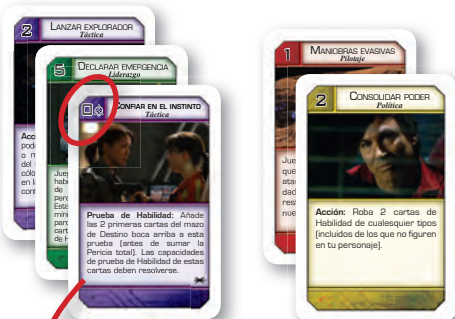 2
LANZAR EXPLORADOR
Táctica
5
DECLARAR EMERGENCIA
Liderazgo
CONFIAR EN EL INSTINTO
Táctica
Prueba de Habilidad: Añade
las 2 primeras cartas del mazo
de Destino boca arriba a esta
prueba (antes de sumar la
Pericia total). Las capacidades
de prueba de Habilidad de estas
cartas deben resolverse.
1
MANIOBRAS EVASIVAS
Pilotaje
2
CONSOLIDAR PODER
Política
Acción: Roba 2 cartas de
Habilidad de cualesquier tipos
(incluidos de los que no figuren
en tu personaje).